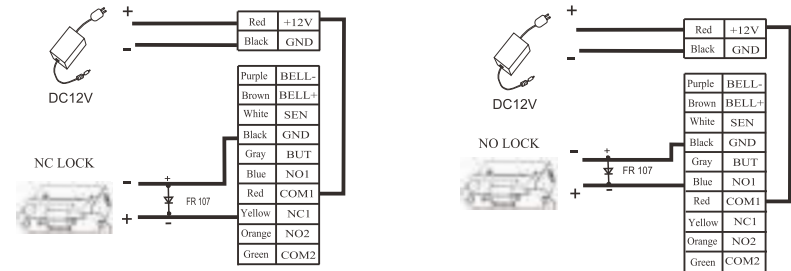 +
Red +12V
Black GND
-
DC12V
Purple BELL-
Brown BELL+
White SEN
Black GND
Gray BUT
Blue NO1
Red COM1
Yellow NC1
Orange NO2
Green COM2
NC LOCK
-
+
+
FR 107
-
+
Red +12V
Black GND
-
DC12V
Purple BELL-
Brown BELL+
White SEN
Black GND
Gray BUT
Blue NO1
Red COM1
Yellow NC1
Orange NO2
Green COM2
NO LOCK
-
+
+
FR 107
-